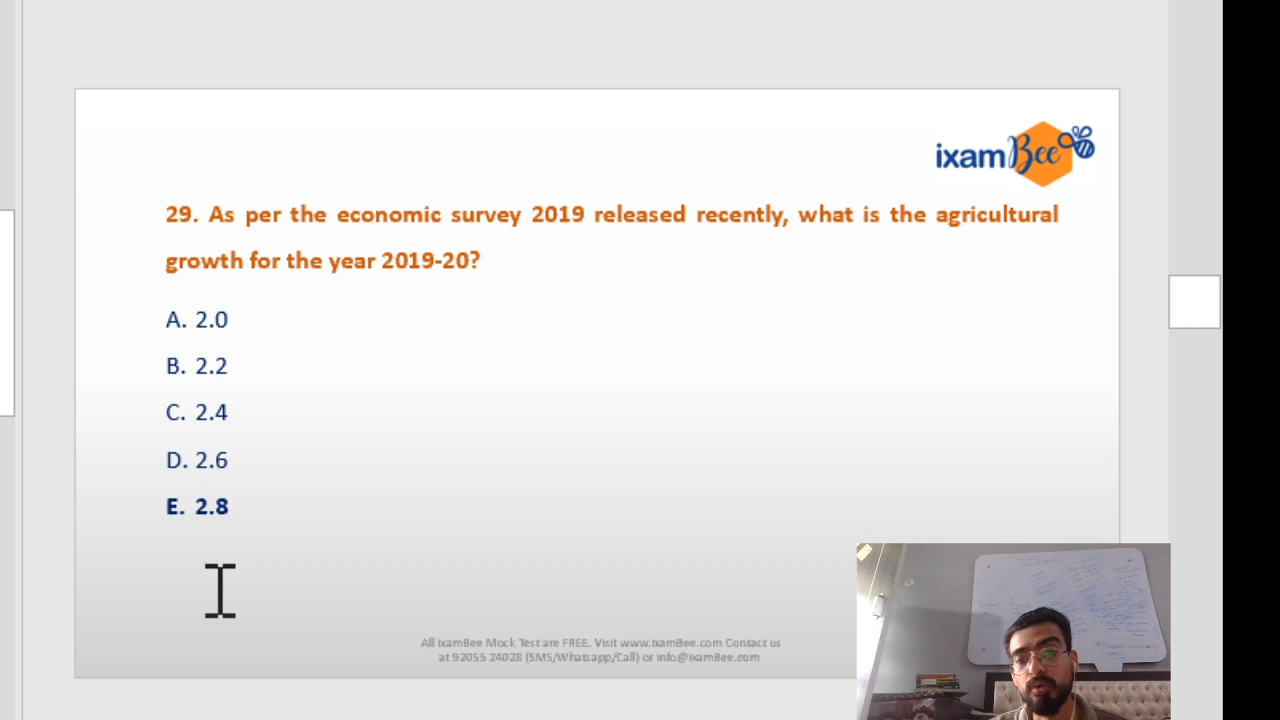 ixamBee
29. As per the economic survey 2019 released recently, what is the agricultural
growth for the year 2019-20?
A. 2.0
B. 2.2
C. 2.4
D. 2.6
E. 2.8
All ixamBee Mock Test are FREE. Visit www.ixamBee.com Contact us
at 92055 24028 (SMS/Whatsapp/Call) or info@ixamBee.com